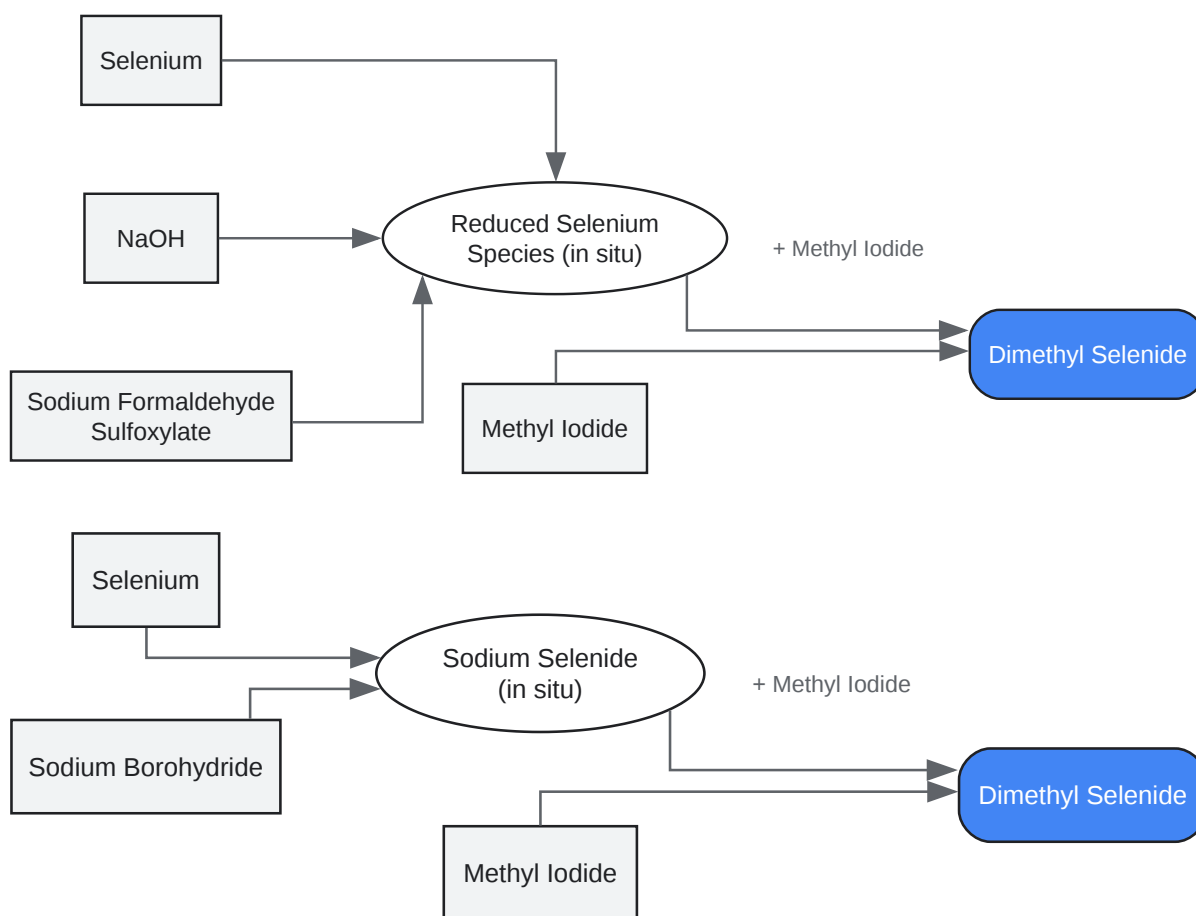 Selenium
NaOH
Reduced Selenium
Species (in situ)
+ Methyl Iodide
Dimethyl Selenide
Sodium Formaldehyde
Sulfoxylate
Methyl Iodide
Selenium
Sodium Selenide
(in situ)
+ Methyl Iodide
Sodium Borohydride
Dimethyl Selenide
Methyl Iodide